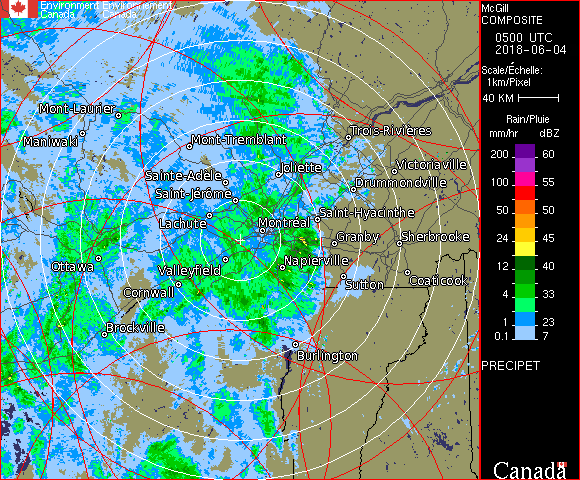 Environment Environnement
Canada Canada
Mont-Laurier
Maniwaki
Mont-Tremblant
Trois-Rivières
Joliette
Victoriaville
Sainte-Adèle
Drummondville
Saint-Jérôme
Saint-Hyacinthe
Lachute
Montréal
Granby
Sherbrooke
Ottawa
Valleyfield
Napierville
Coaticook
Cornwall
Sutton
Brockville
Burlington
McGill
COMPOSITE
0500 UTC
2018-06-04
Scale/Échelle:
1km/Pixel
40 KM
Rain/Pluie
mm/hr dBZ
200 60
100 55
50 50
24 45
12 40
4 33
1 23
0.1 7
PRECIPET
Canada